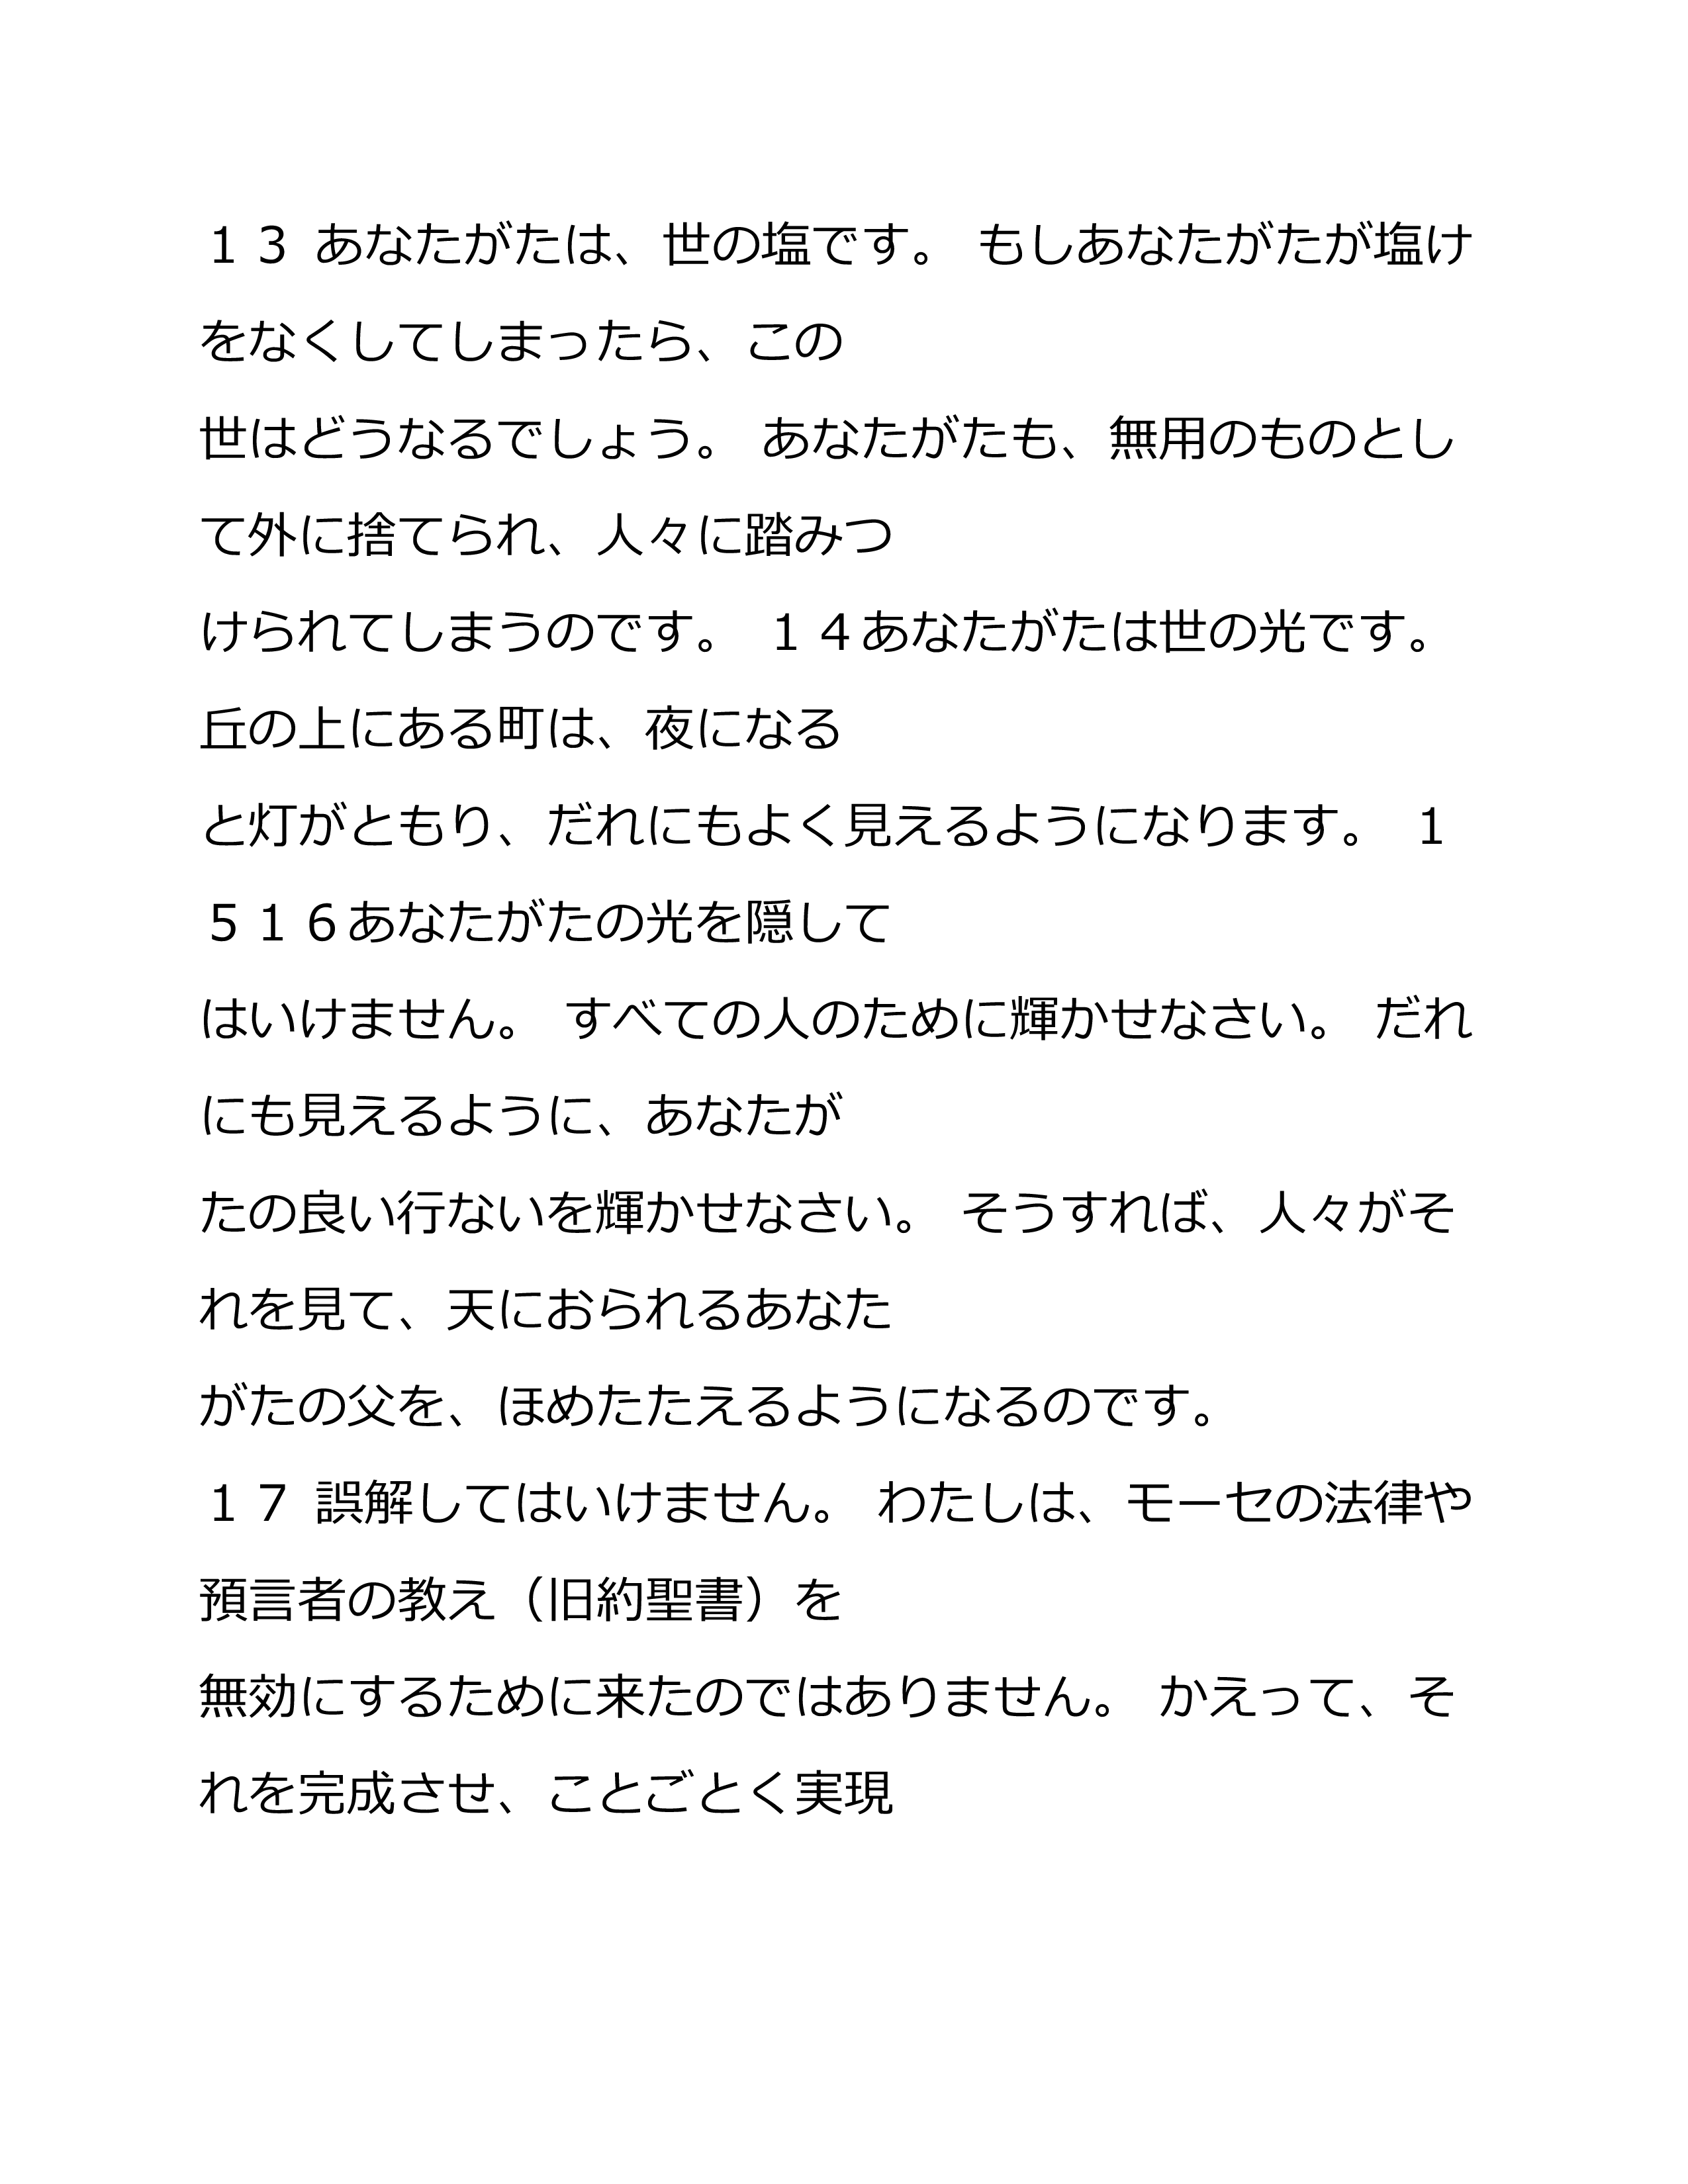 １３ あなたがたは、世の塩です。 もしあなたがたが塩け
をなくしてしまったら、この
世はどうなるでしょう。 あなたがたも、無用のものとし
て外に捨てられ、人々に踏みつ
けられてしまうのです。 １４あなたがたは世の光です。
丘の上にある町は、夜になる
と灯がともり、だれにもよく見えるようになります。 １
５１６あなたがたの光を隠して
はいけません。 すべての人のために輝かせなさい。 だれ
にも見えるように、あなたが
たの良い行ないを輝かせなさい。 そうすれば、人々がそ
れを見て、天におられるあなた
がたの父を、ほめたたえるようになるのです。
１７ 誤解してはいけません。 わたしは、モーセの法律や
預言者の教え（旧約聖書）を
無効にするために来たのではありません。 かえって、そ
れを完成させ、ことごとく実現